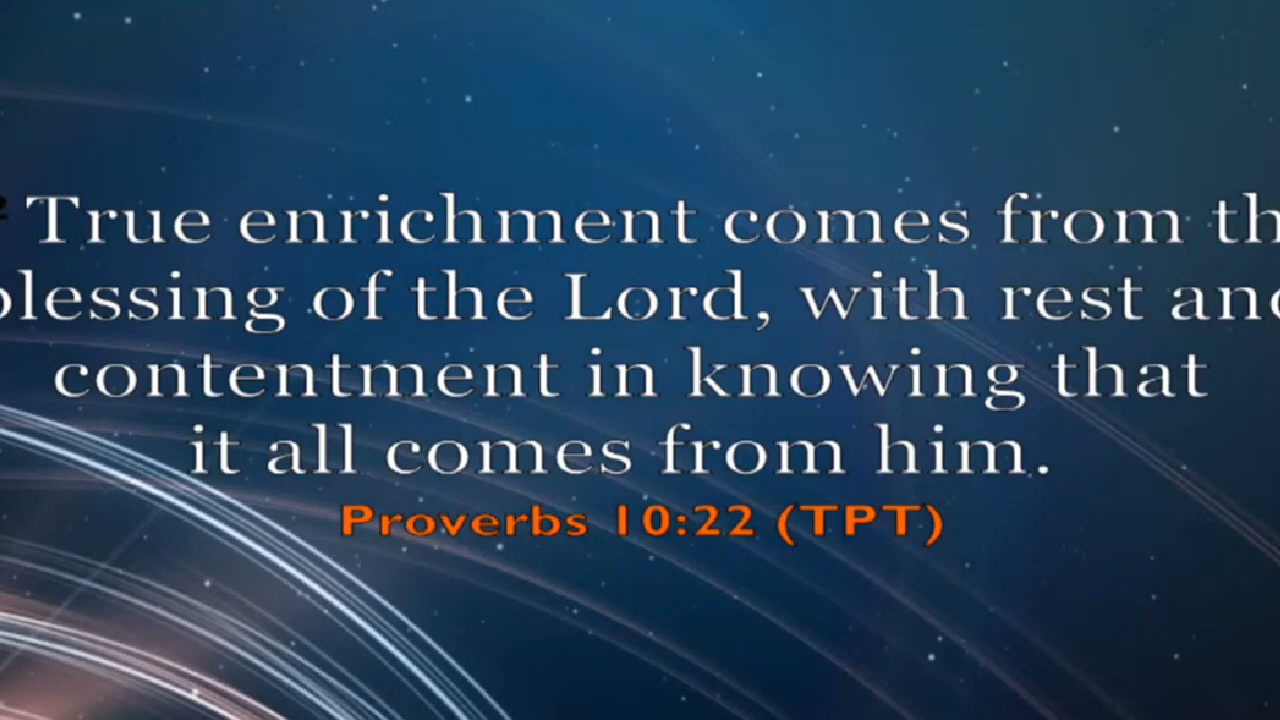 2 True enrichment comes from th
blessing of the Lord, with rest and
contentment in knowing that
it all comes from him.
Proverbs 10:22 (TPT)